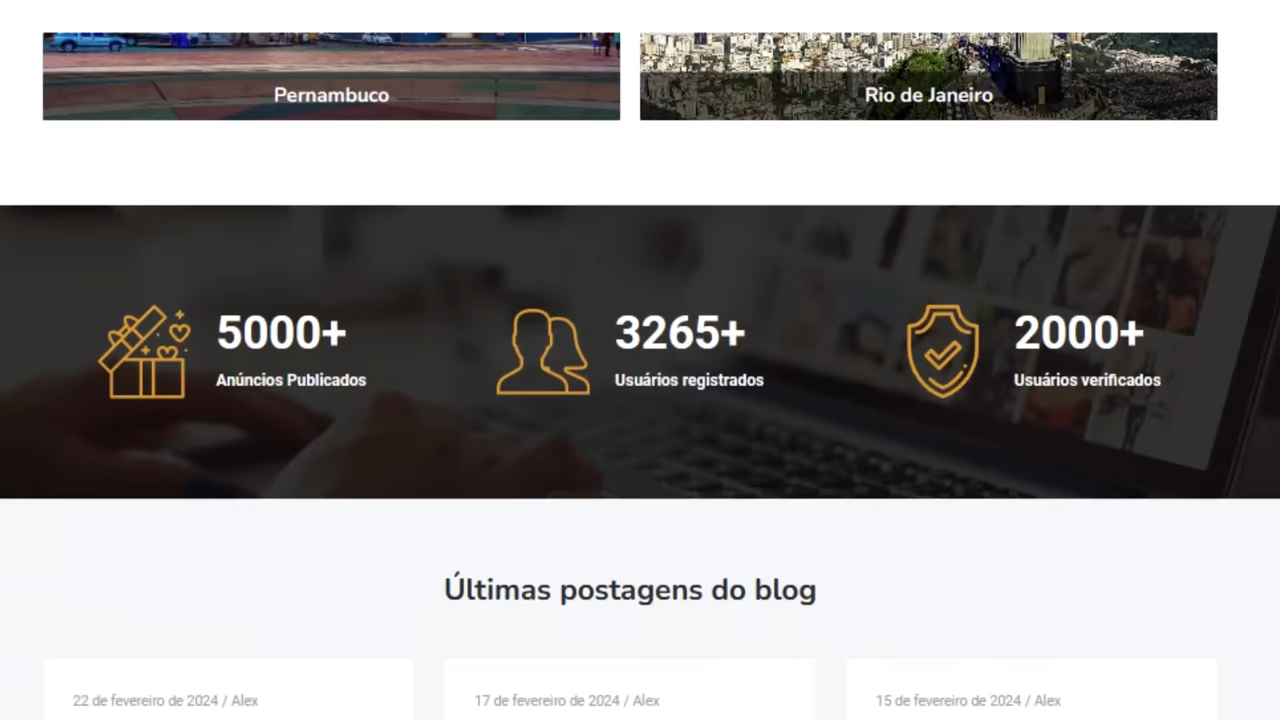 Pernambuco
Rio de Janeiro
5000+
Anúncios Publicados
3265+
Usuários registrados
2000+
Usuários verificados
Últimas postagens do blog
22 de fevereiro de 2024 / Alex
17 de fevereiro de 2024 / Alex
15 de fevereiro de 2024 / Alex